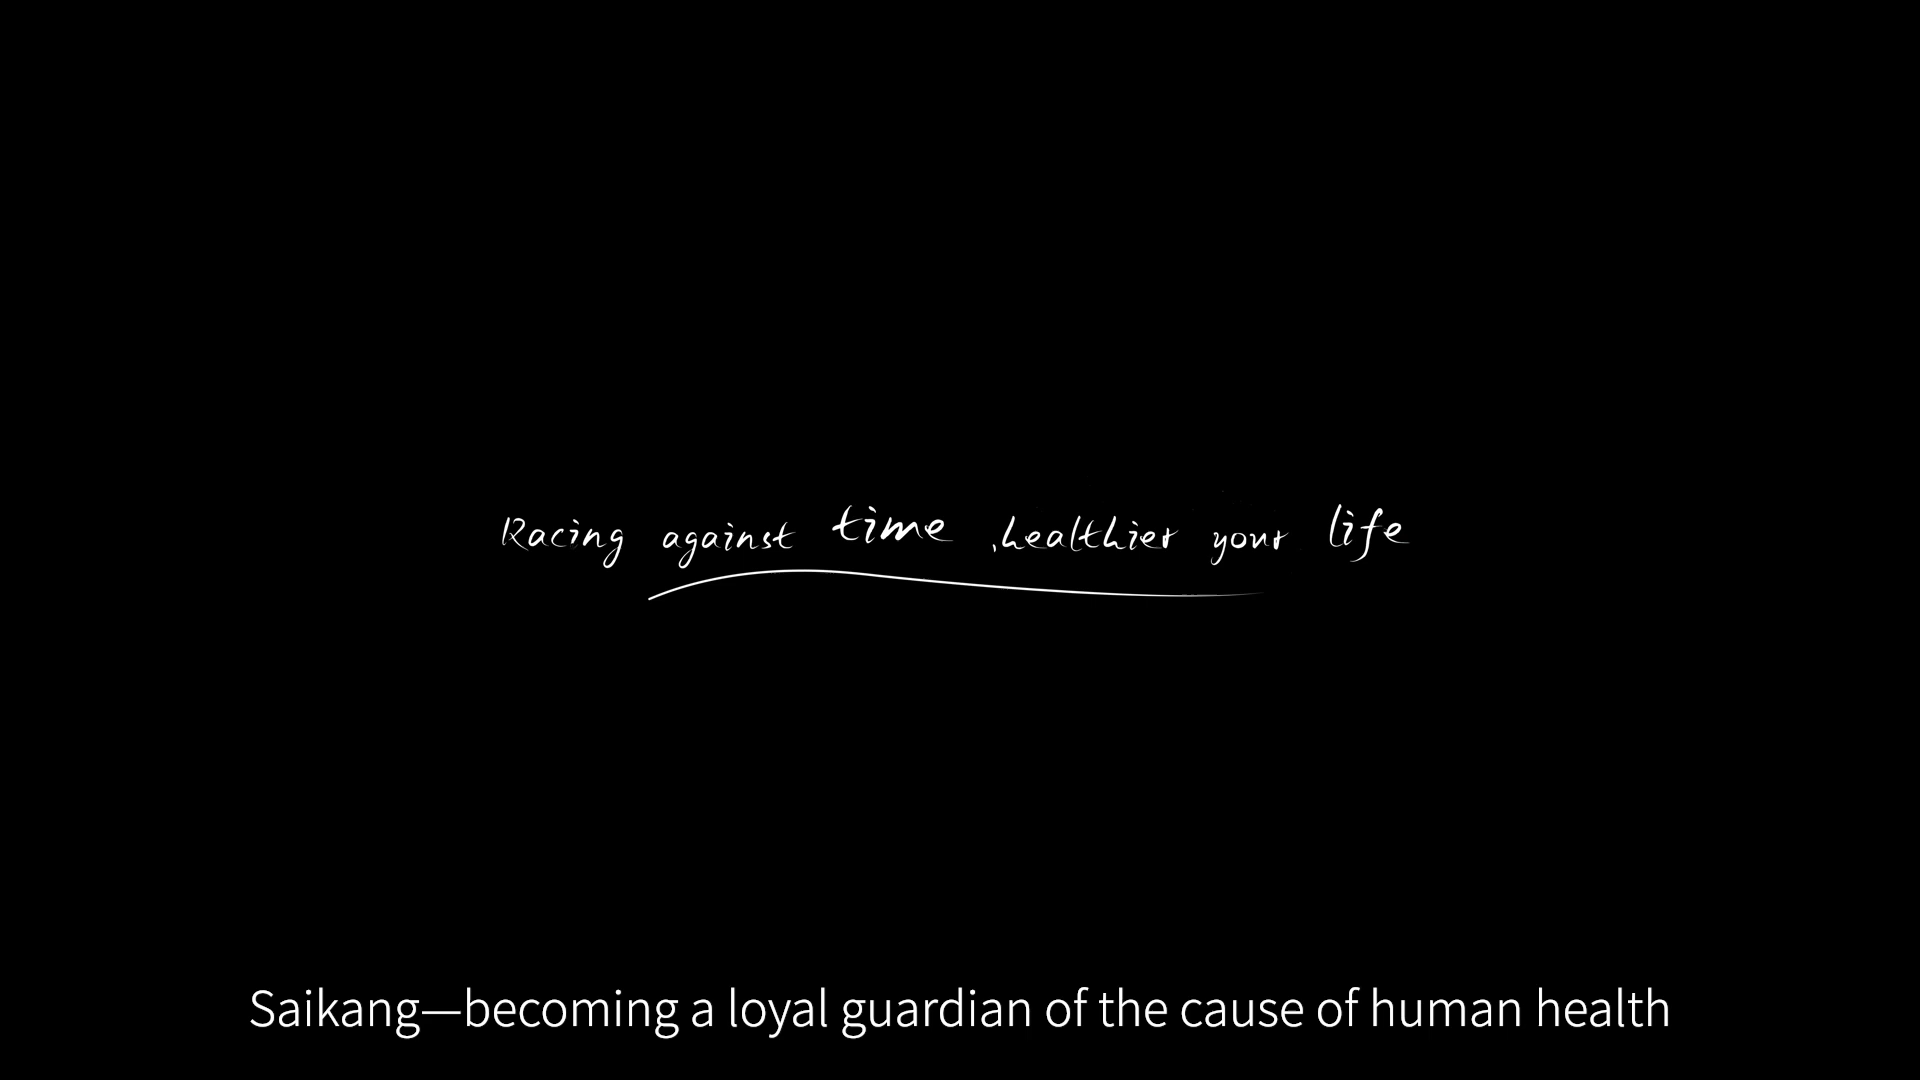 Racing against time ,healthier your life
Saikang—becoming a loyal guardian of the cause of human health